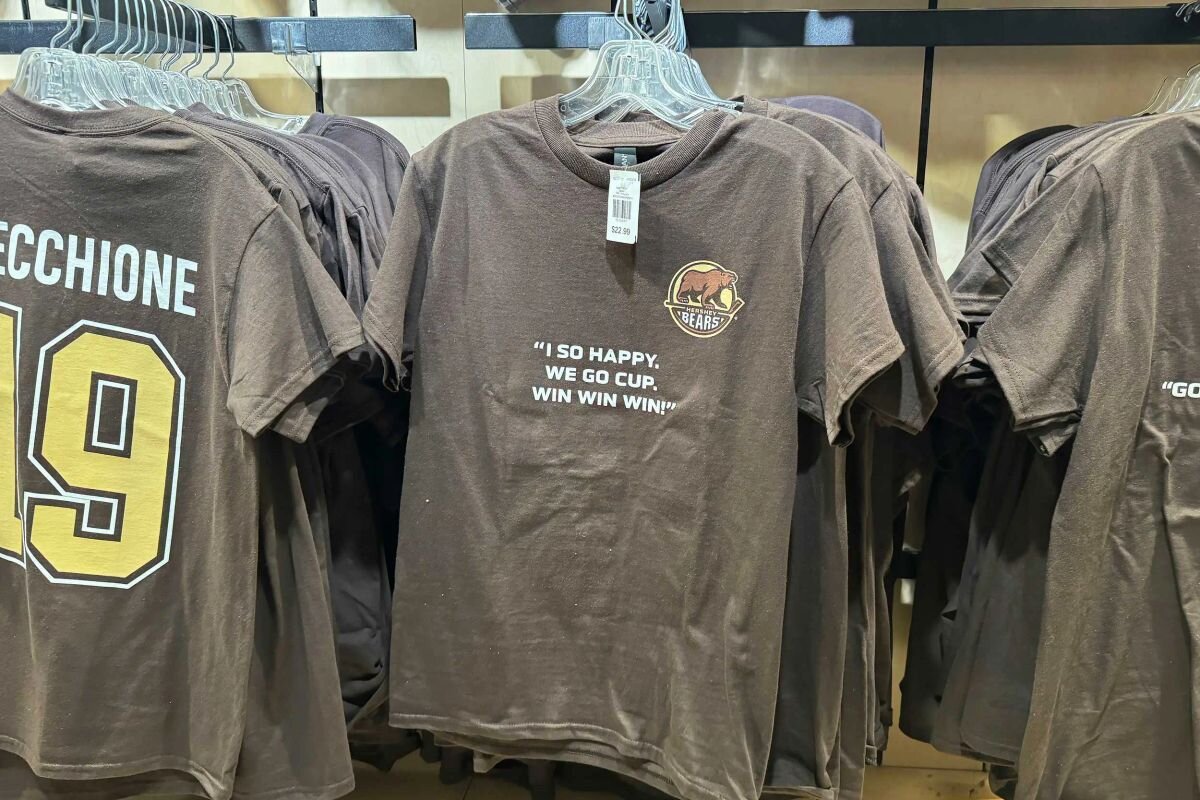 ECCHIONE
19
$22.99
HERSHEY
BEARS
“I SO HAPPY.
WE GO CUP.
WIN WIN WIN!”
“GO